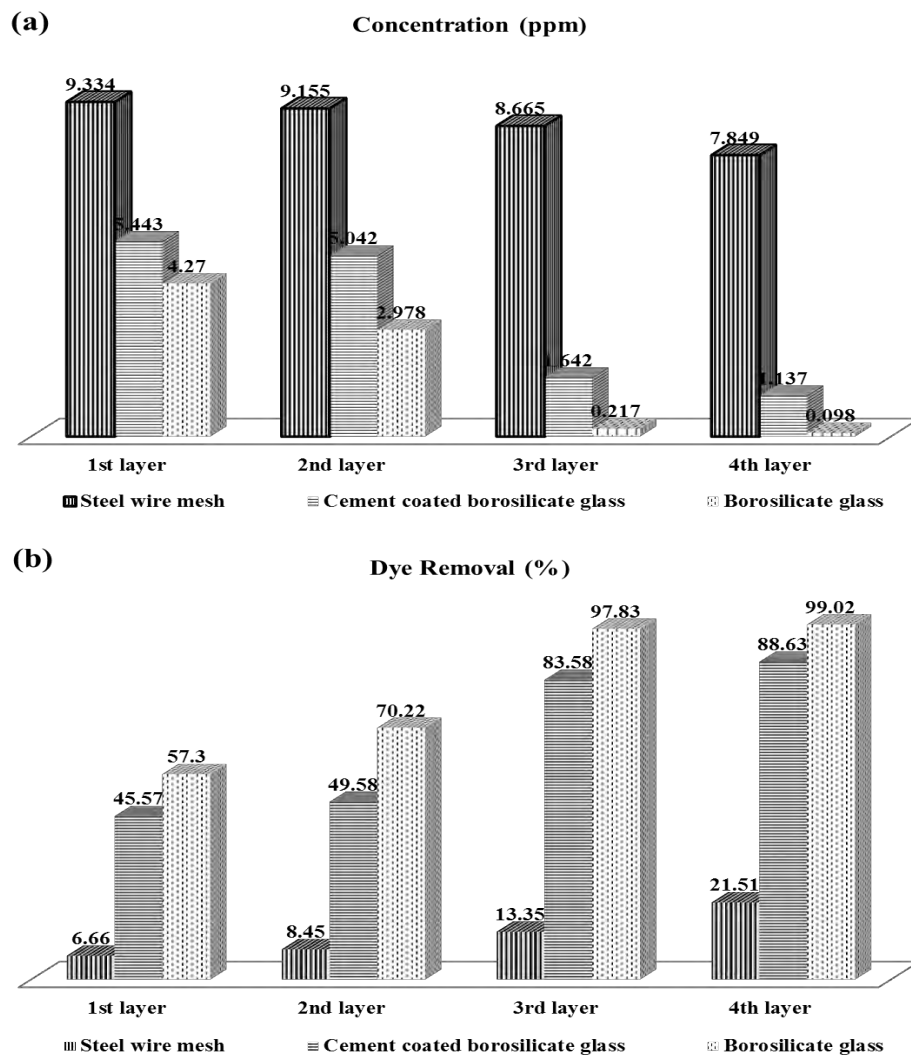 (a)
Concentration (ppm)
9.334 9.155 8.665 7.849
5.443 5.042 1.642 1.137
4.27 2.978 0.217 0.098
1st layer 2nd layer 3rd layer 4th layer
Steel wire mesh Cement coated borosilicate glass Borosilicate glass
(b)
Dye Removal (%)
6.66 45.57 57.3
8.45 49.58 70.22
13.35 83.58 97.83
21.51 88.63 99.02
1st layer 2nd layer 3rd layer 4th layer
Steel wire mesh Cement coated borosilicate glass Borosilicate glass